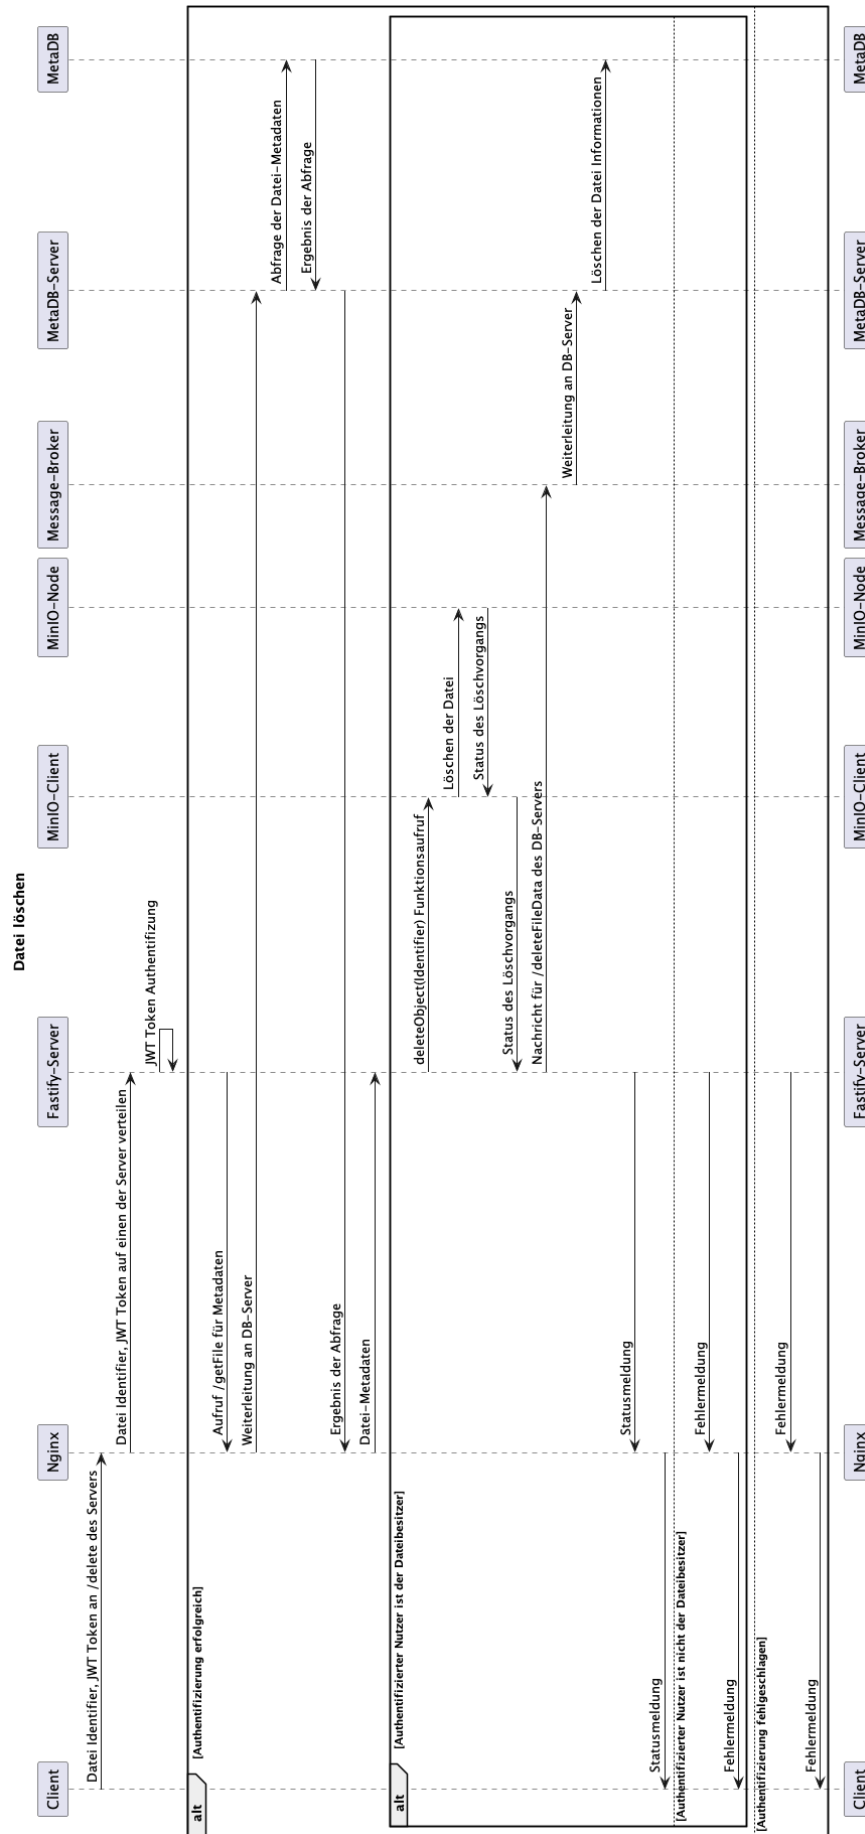 Datei löschen
Client
Nginx
Fastify-Server
MinIO-Client
MinIO-Node
Message-Broker
MetaDB-Server
MetaDB
Datei Identifier, JWT Token an /delete des Servers
Datei Identifier, JWT Token auf einen der Server verteilen
JWT Token Authentifizung
alt
[Authentifizierung erfolgreich]
Aufruf /getFile für Metadaten
Weiterleitung an DB-Server
Abfrage der Datei-Metadaten
Ergebnis der Abfrage
Ergebnis der Abfrage
Datei-Metadaten
alt
[Authentifizierter Nutzer ist der Dateibesitzer]
deleteObject(Identifier) Funktionsaufruf
Löschen der Datei
Status des Löschvorgangs
Status des Löschvorgangs
Nachricht für /deleteFileData des DB-Servers
Weiterleitung an DB-Server
Löschen der Datei Informationen
Statusmeldung
Statusmeldung
[Authentifizierter Nutzer ist nicht der Dateibesitzer]
Fehlermeldung
Fehlermeldung
[Authentifizierung fehlgeschlagen]
Fehlermeldung
Fehlermeldung
Client
Nginx
Fastify-Server
MinIO-Client
MinIO-Node
Message-Broker
MetaDB-Server
MetaDB